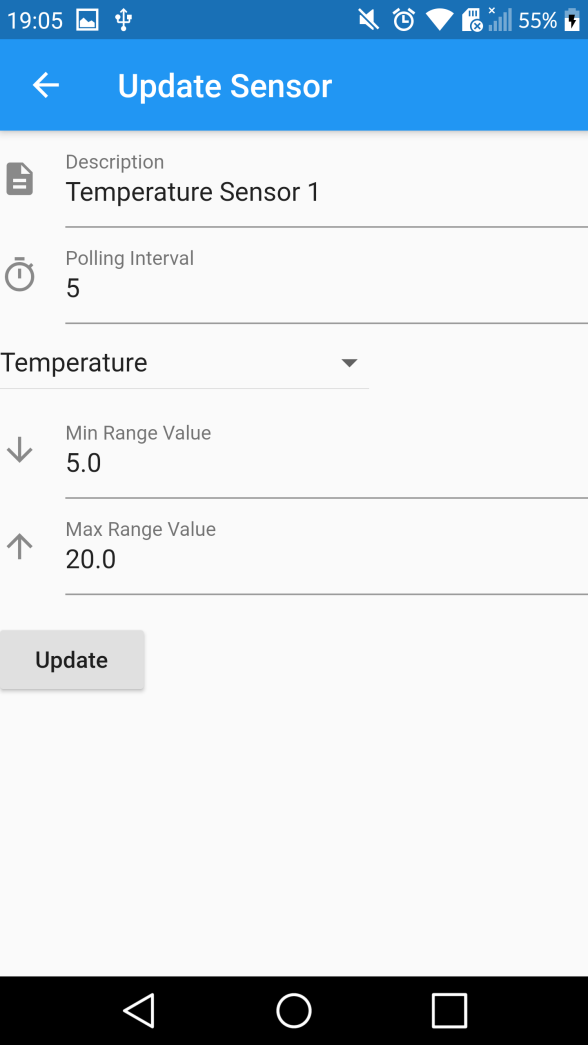 19:05 55%
Update Sensor
Description
Temperature Sensor 1
Polling Interval
5
Temperature
Min Range Value
5.0
Max Range Value
20.0
Update